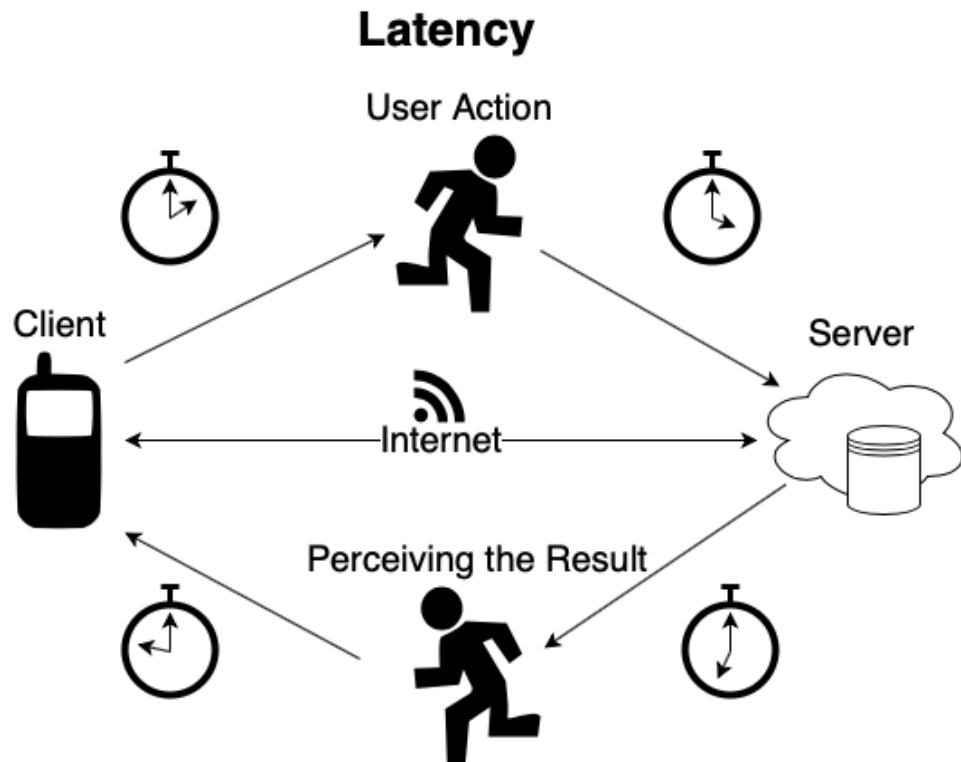 Latency
User Action
Client
Server
Internet
Perceiving the Result